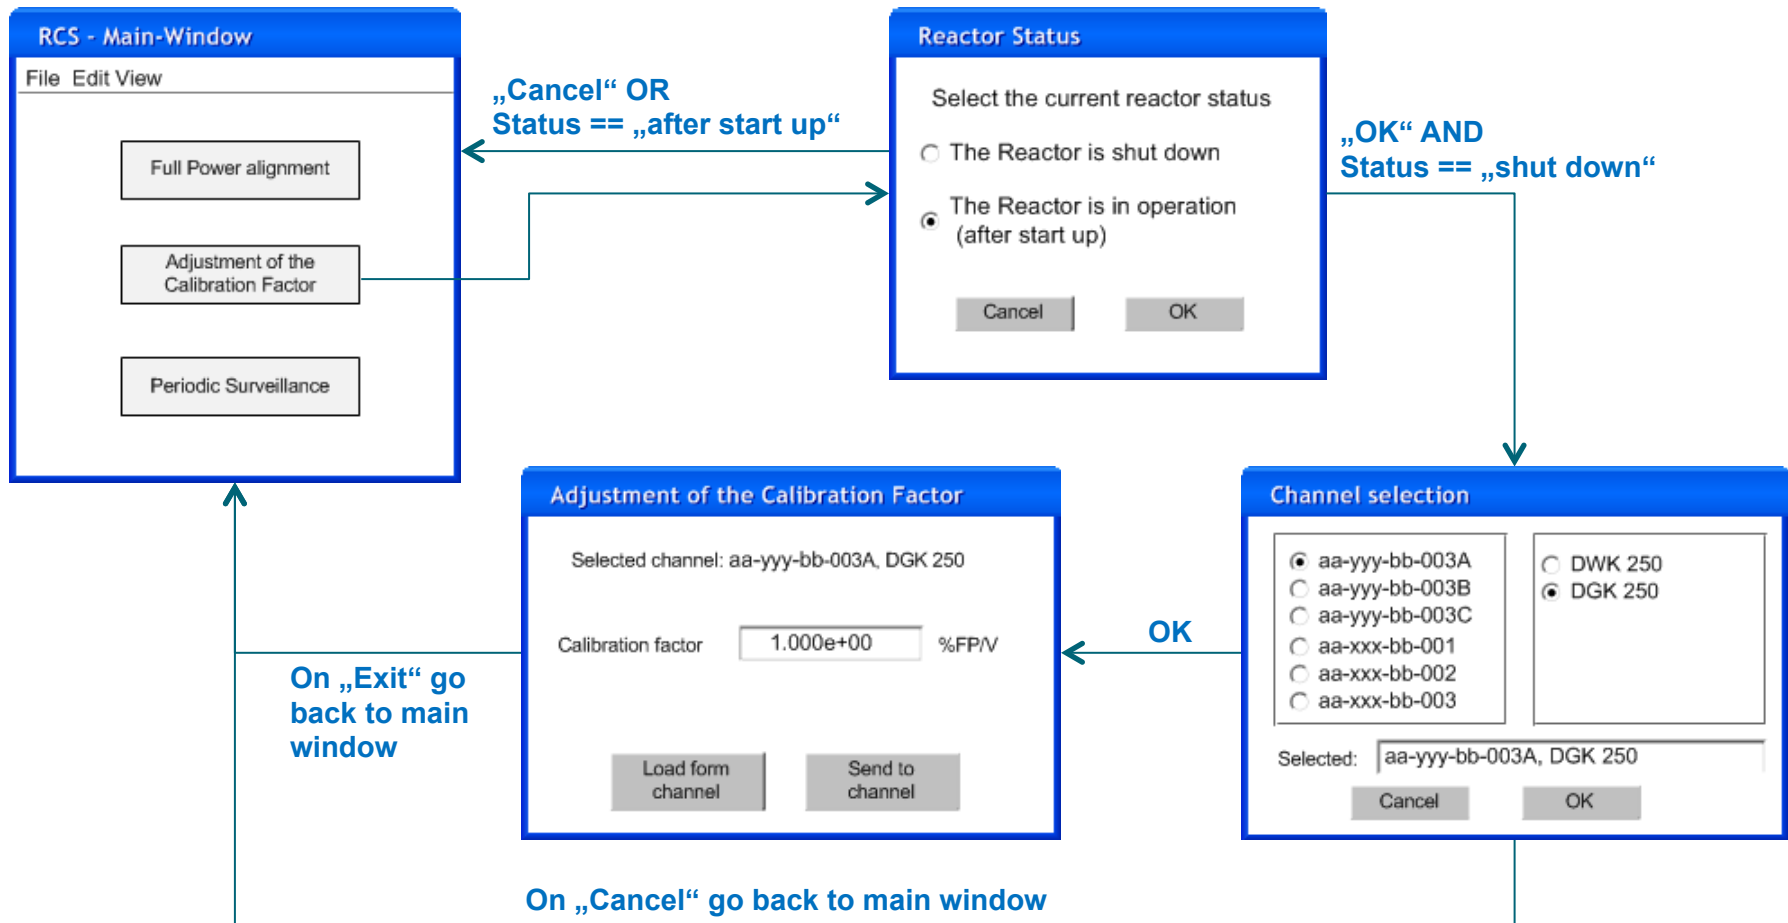 RCS - Main-Window
File Edit View
Full Power alignment
Adjustment of the
Calibration Factor
Periodic Surveillance
„Cancel“ OR
Status == „after start up“
Reactor Status
Select the current reactor status
The Reactor is shut down
The Reactor is in operation
(after start up)
Cancel
OK
„OK“ AND
Status == „shut down“
Channel selection
aa-yyy-bb-003A
aa-yyy-bb-003B
aa-yyy-bb-003C
aa-xxx-bb-001
aa-xxx-bb-002
aa-xxx-bb-003
DWK 250
DGK 250
Selected: aa-yyy-bb-003A, DGK 250
Cancel
OK
OK
Adjustment of the Calibration Factor
Selected channel: aa-yyy-bb-003A, DGK 250
Calibration factor 1.000e+00 %FP/V
Load form
channel
Send to
channel
On „Exit“ go
back to main
window
On „Cancel“ go back to main window